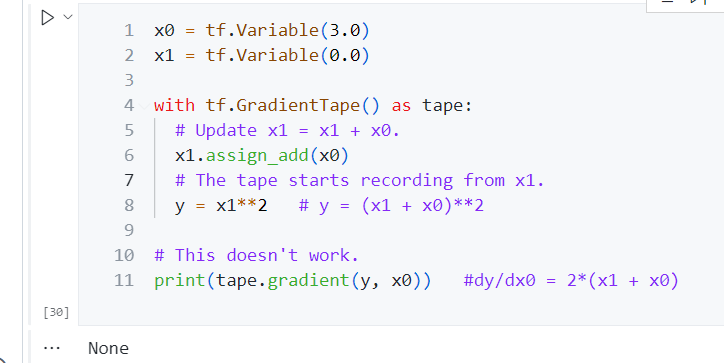 1 x0 = tf.Variable(3.0)
2 x1 = tf.Variable(0.0)
3
4 with tf.GradientTape() as tape:
5 # Update x1 = x1 + x0.
6 x1.assign_add(x0)
7 # The tape starts recording from x1.
8 y = x1**2 # y = (x1 + x0)**2
9
10 # This doesn't work.
11 print(tape.gradient(y, x0)) #dy/dx0 = 2*(x1 + x0)
[30]
... None